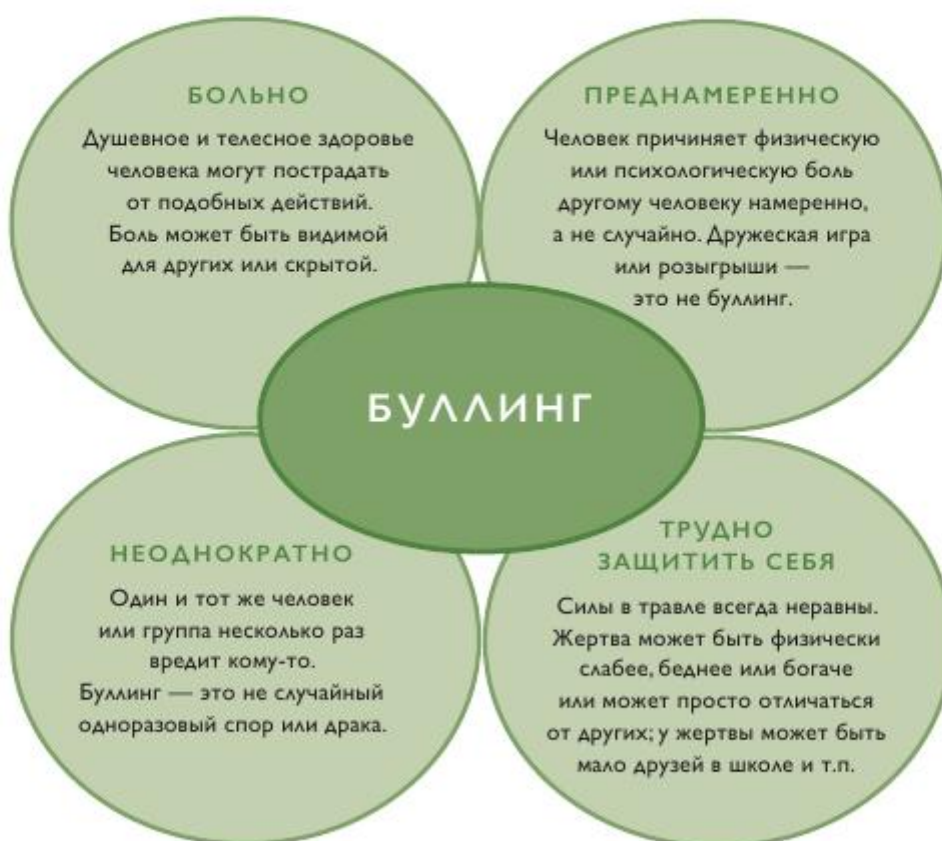 БОЛЬНО
Душевное и телесное здоровье
человека могут пострадать
от подобных действий.
Боль может быть видимой
для других или скрытой.
ПРЕДНАМЕРЕННО
Человек причиняет физическую
или психологическую боль
другому человеку намеренно,
а не случайно. Дружеская игра
или розыгрыши —
это не буллинг.
БУЛЛИНГ
НЕОДНОКРАТНО
Один и тот же человек
или группа несколько раз
вредит кому-то.
Буллинг — это не случайный
одноразовый спор или драка.
ТРУДНО
ЗАЩИТИТЬ СЕБЯ
Силы в травле всегда неравны.
Жертва может быть физически
слабее, беднее или богаче
или может просто отличаться
от других; у жертвы может быть
мало друзей в школе и т.п.